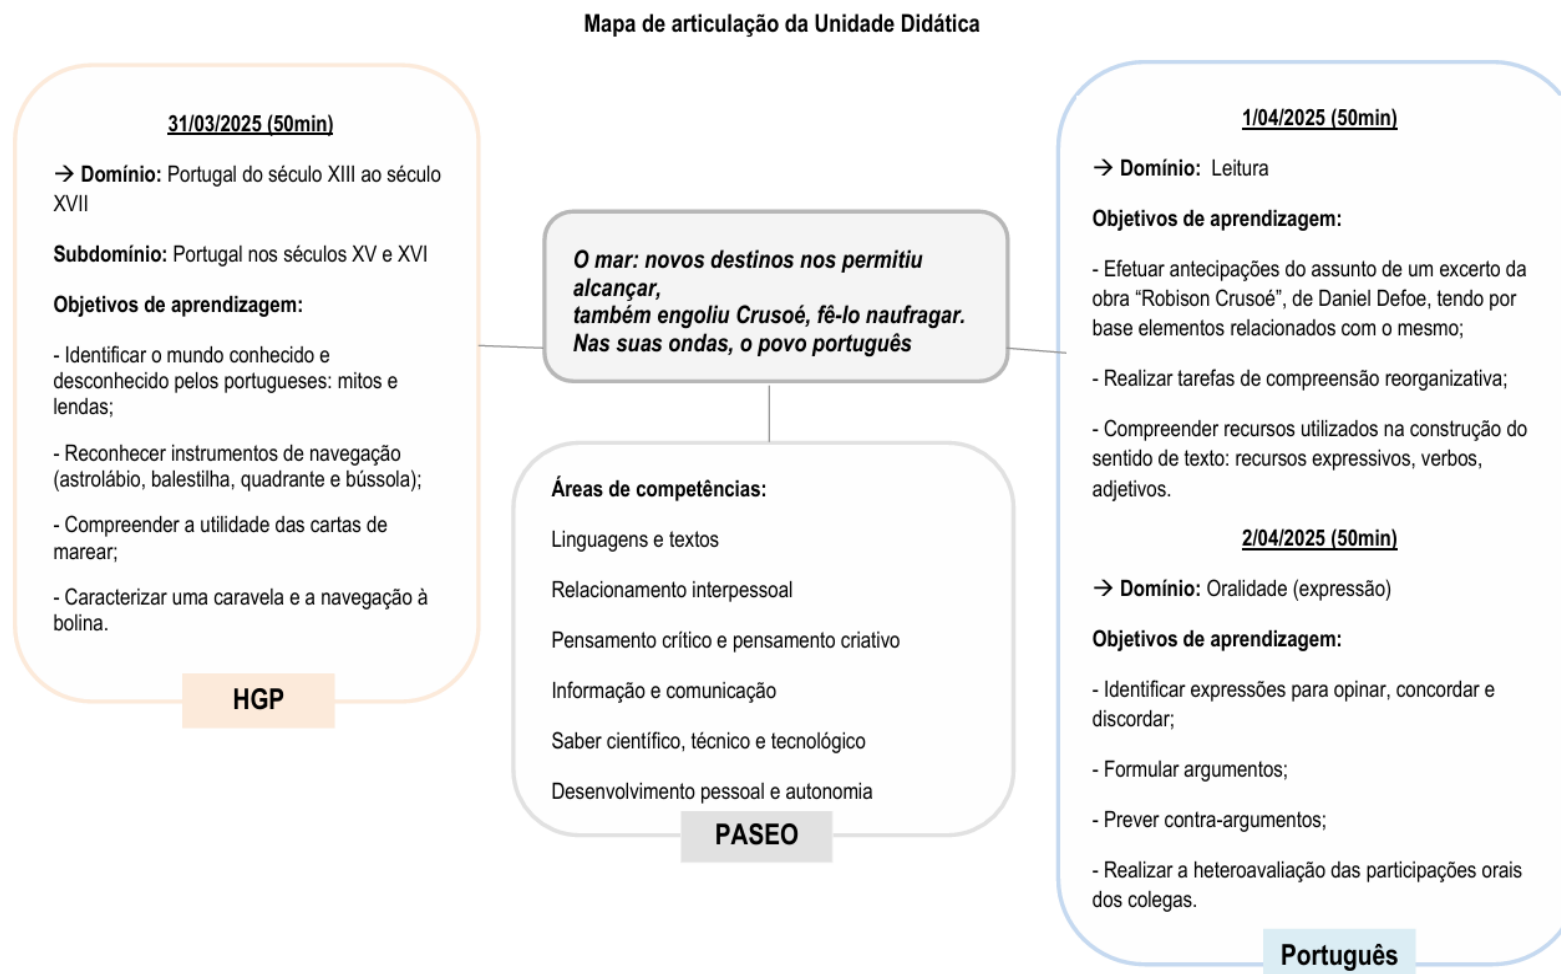 Mapa de articulação da Unidade Didática
31/03/2025 (50min)
→ Domínio: Portugal do século XIII ao século
XVII
Subdomínio: Portugal nos séculos XV e XVI
Objetivos de aprendizagem:
- Identificar o mundo conhecido e
desconhecido pelos portugueses: mitos e
lendas;
- Reconhecer instrumentos de navegação
(astrolábio, balestilha, quadrante e bússola);
- Compreender a utilidade das cartas de
marear;
- Caracterizar uma caravela e a navegação à
bolina.
HGP
O mar: novos destinos nos permitiu
alcançar,
também engoliu Crusoé, fê-lo naufragar.
Nas suas ondas, o povo português
Áreas de competências:
Linguagens e textos
Relacionamento interpessoal
Pensamento crítico e pensamento criativo
Informação e comunicação
Saber científico, técnico e tecnológico
Desenvolvimento pessoal e autonomia
PASEO
1/04/2025 (50min)
→ Domínio: Leitura
Objetivos de aprendizagem:
- Efetuar antecipações do assunto de um excerto da
obra “Robison Crusoé”, de Daniel Defoe, tendo por
base elementos relacionados com o mesmo;
- Realizar tarefas de compreensão reorganizativa;
- Compreender recursos utilizados na construção do
sentido de texto: recursos expressivos, verbos,
adjetivos.
2/04/2025 (50min)
→ Domínio: Oralidade (expressão)
Objetivos de aprendizagem:
- Identificar expressões para opinar, concordar e
discordar;
- Formular argumentos;
- Prever contra-argumentos;
- Realizar a heteroavaliação das participações orais
dos colegas.
Português